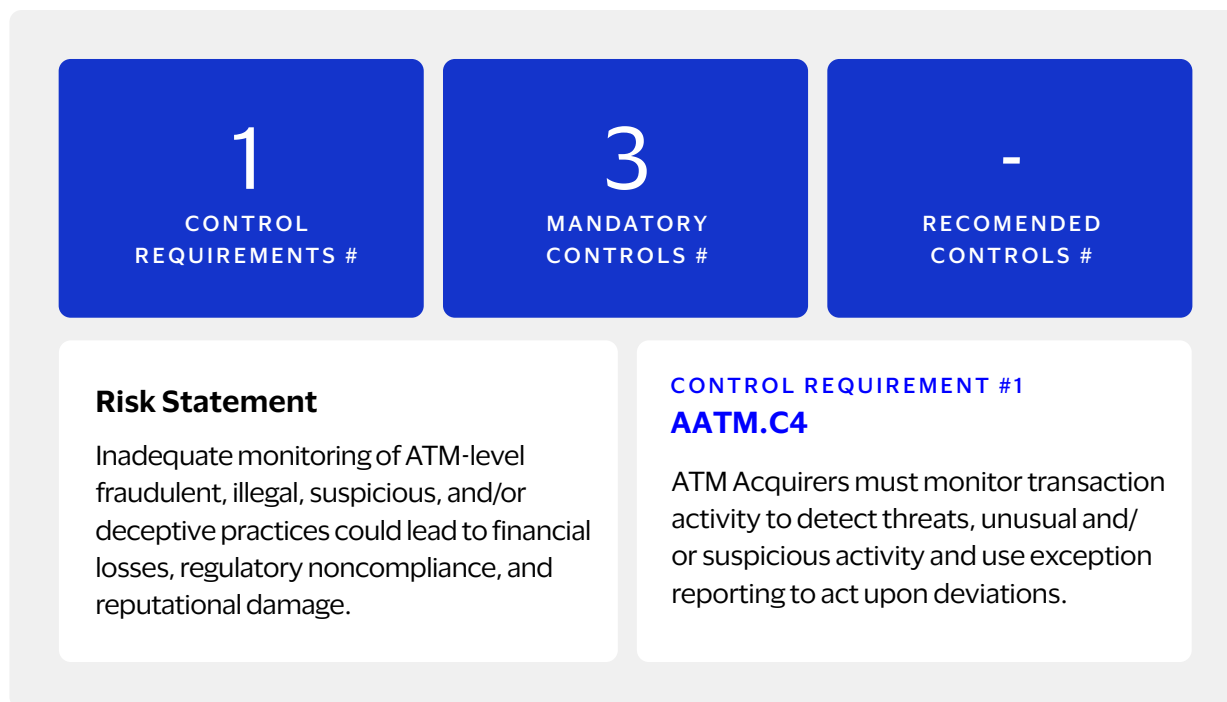 1
CONTROL
REQUIREMENTS #
3
MANDATORY
CONTROLS #
-
RECOMENDED
CONTROLS #
Risk Statement
Inadequate monitoring of ATM-level
fraudulent, illegal, suspicious, and/or
deceptive practices could lead to financial
losses, regulatory noncompliance, and
reputational damage.
CONTROL REQUIREMENT #1
AATM.C4
ATM Acquirers must monitor transaction
activity to detect threats, unusual and/
or suspicious activity and use exception
reporting to act upon deviations.